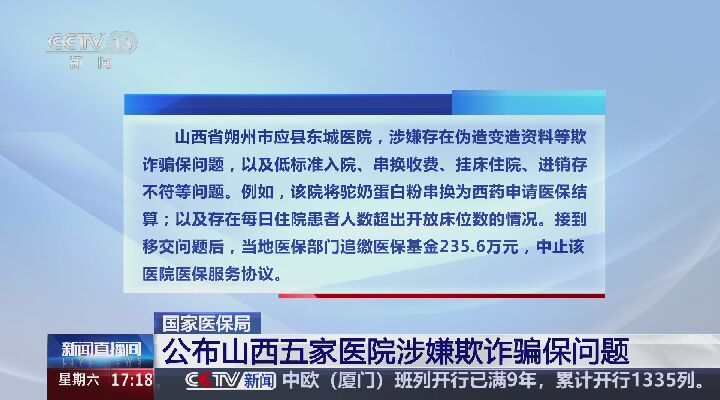 CCTV 13
新闻
山西省朔州市应县东城医院，涉嫌存在伪造变造资料等欺
诈骗保问题，以及低标准入院、串换收费、挂床住院、进销存
不符等问题。例如，该院将驼奶蛋白粉串换为西药申请医保结
算；以及存在每日住院患者人数超出开放床位数的情况。接到
移交问题后，当地医保部门追缴医保基金235.6万元，中止该
医院医保服务协议。
国家医保局
新闻直播间
公布山西五家医院涉嫌欺诈骗保问题
星期六 17:18
CCTV新闻 中欧（厦门）班列开行已满9年，累计开行1335列。